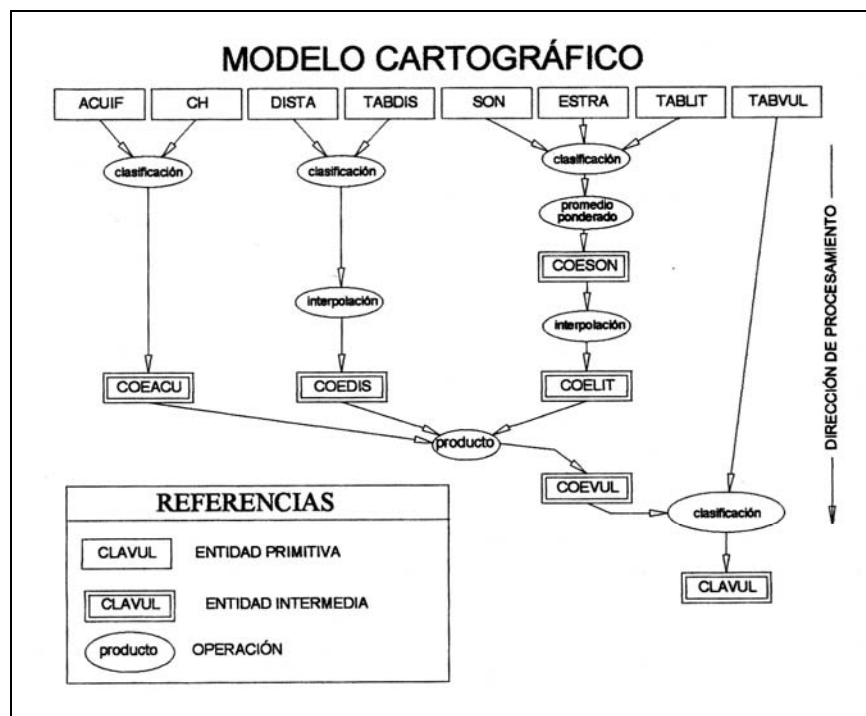 MODELO CARTOGRÁFICO
ACUIF CH DISTA TABDIS SON ESTRA TABLIT TABVUL
clasificación clasificación clasificación
promedio
ponderado
COESON
interpolación interpolación
COEACU COEDIS COELIT
producto
COEVUL
clasificación
CLAVUL
DIRECCIÓN DE PROCESAMIENTO
REFERENCIAS
CLAVUL ENTIDAD PRIMITIVA
CLAVUL ENTIDAD INTERMEDIA
producto OPERACIÓN